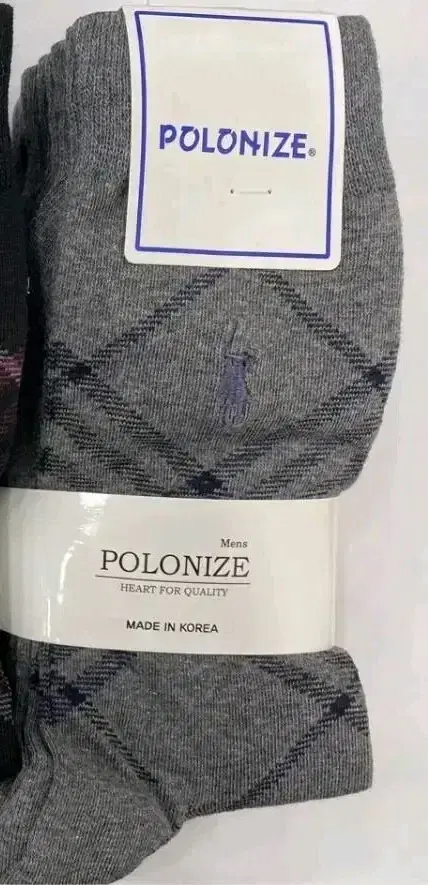 POLONIZE®
Mens
POLONIZE
HEART FOR QUALITY
MADE IN KOREA